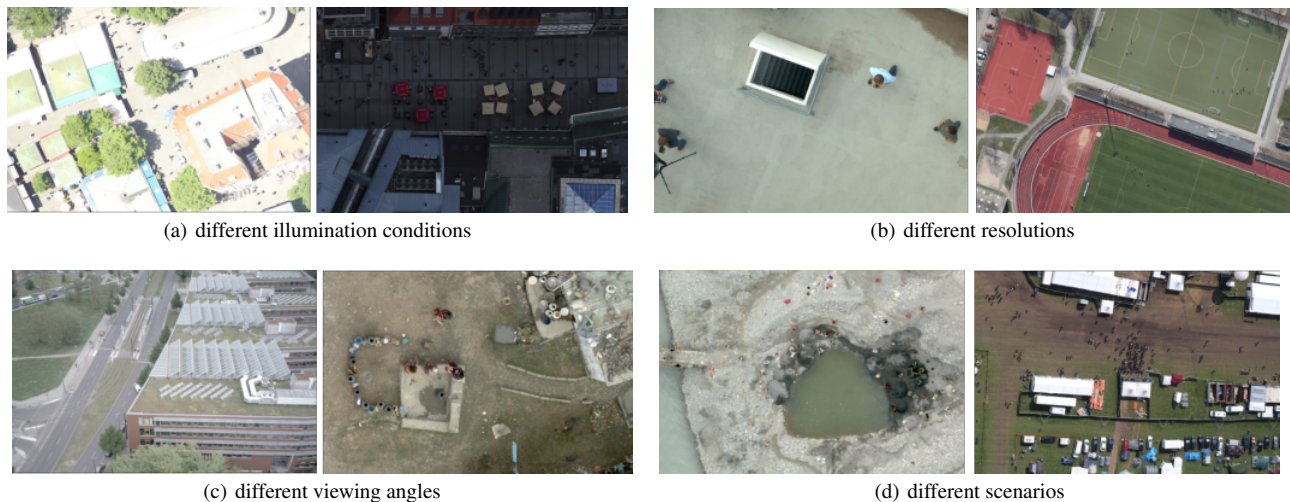 (a) different illumination conditions
(b) different resolutions
(c) different viewing angles
(d) different scenarios